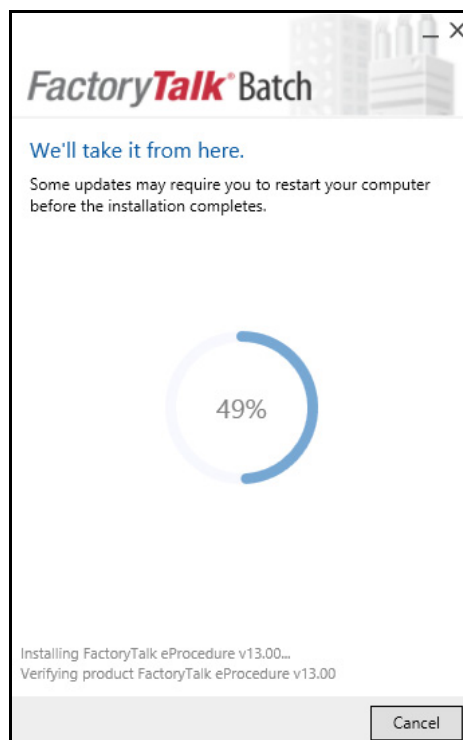 FactoryTalk® Batch
We'll take it from here.
Some updates may require you to restart your computer
before the installation completes.
49%
Installing FactoryTalk eProcedure v13.00...
Verifying product FactoryTalk eProcedure v13.00
Cancel